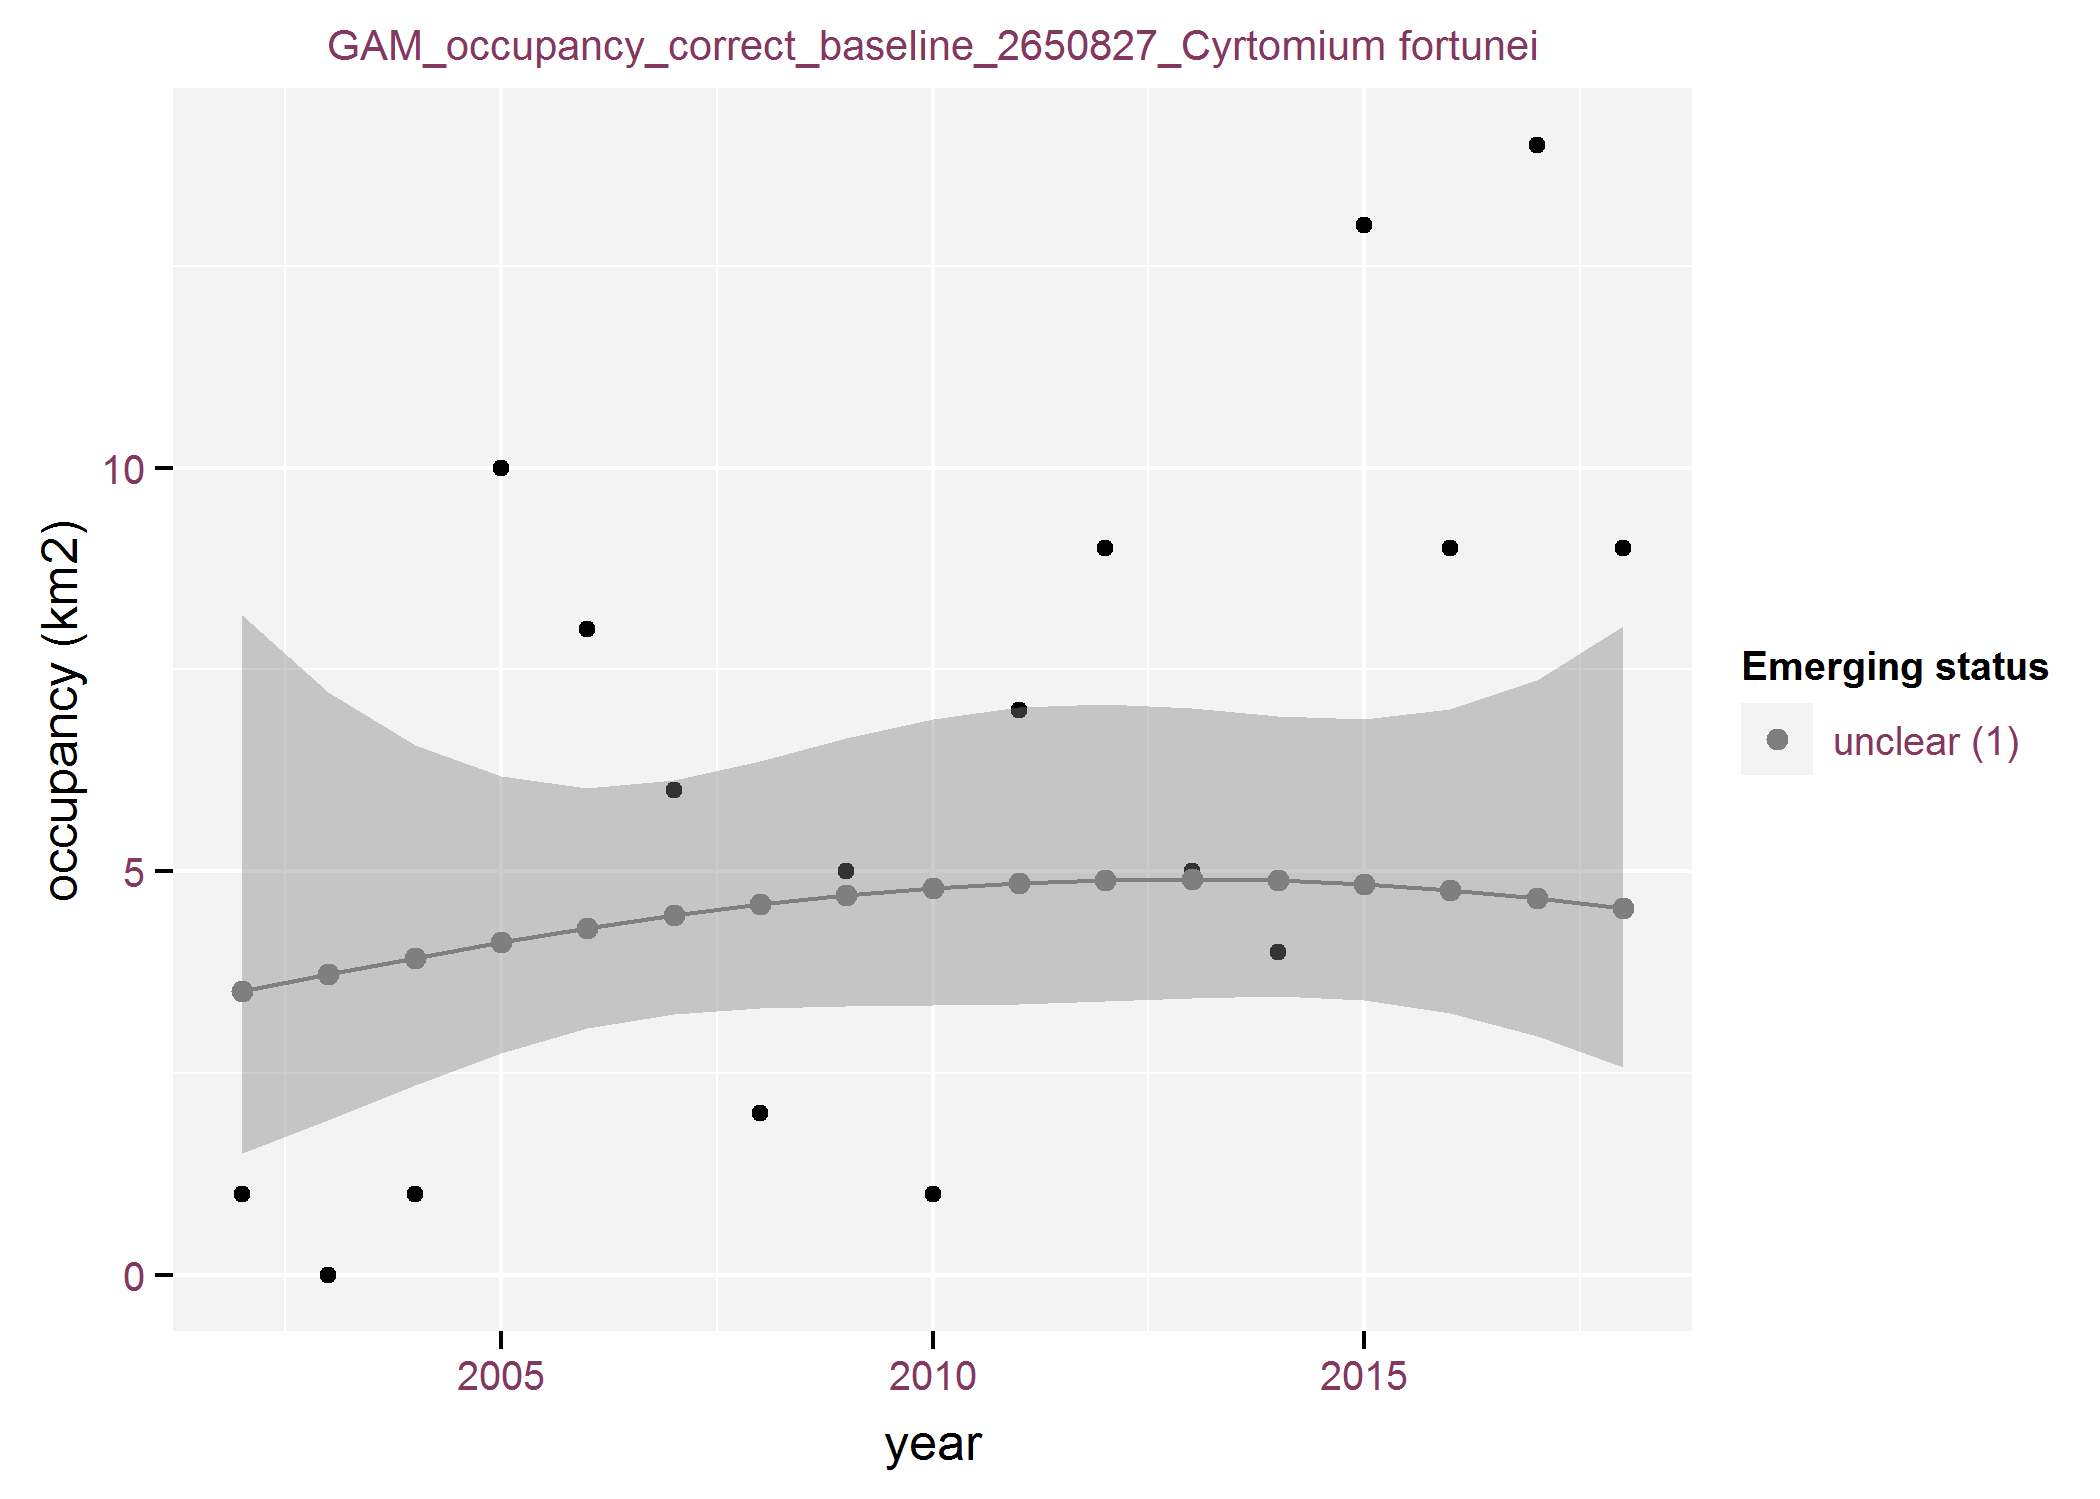 GAM_occupancy_correct_baseline_2650827_Cyrtomium fortunei
occupancy (km2)
10
5
0
2005 2010 2015
year
Emerging status
unclear (1)